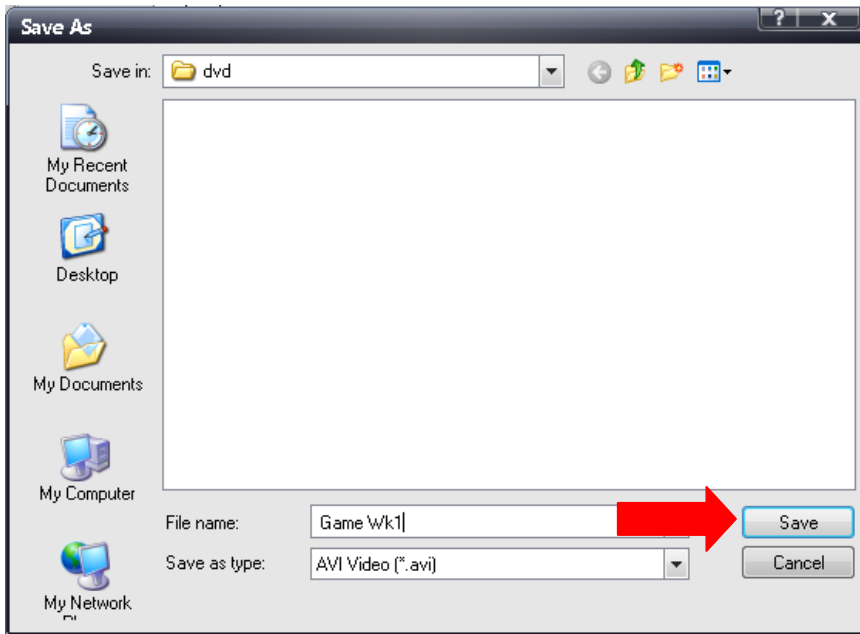 Save As
? X
Save in:
dvd
My Recent
Documents
Desktop
My Documents
My Computer
My Network
File name:
Game Wk1
Save
Save as type:
AVI Video (*.avi)
Cancel